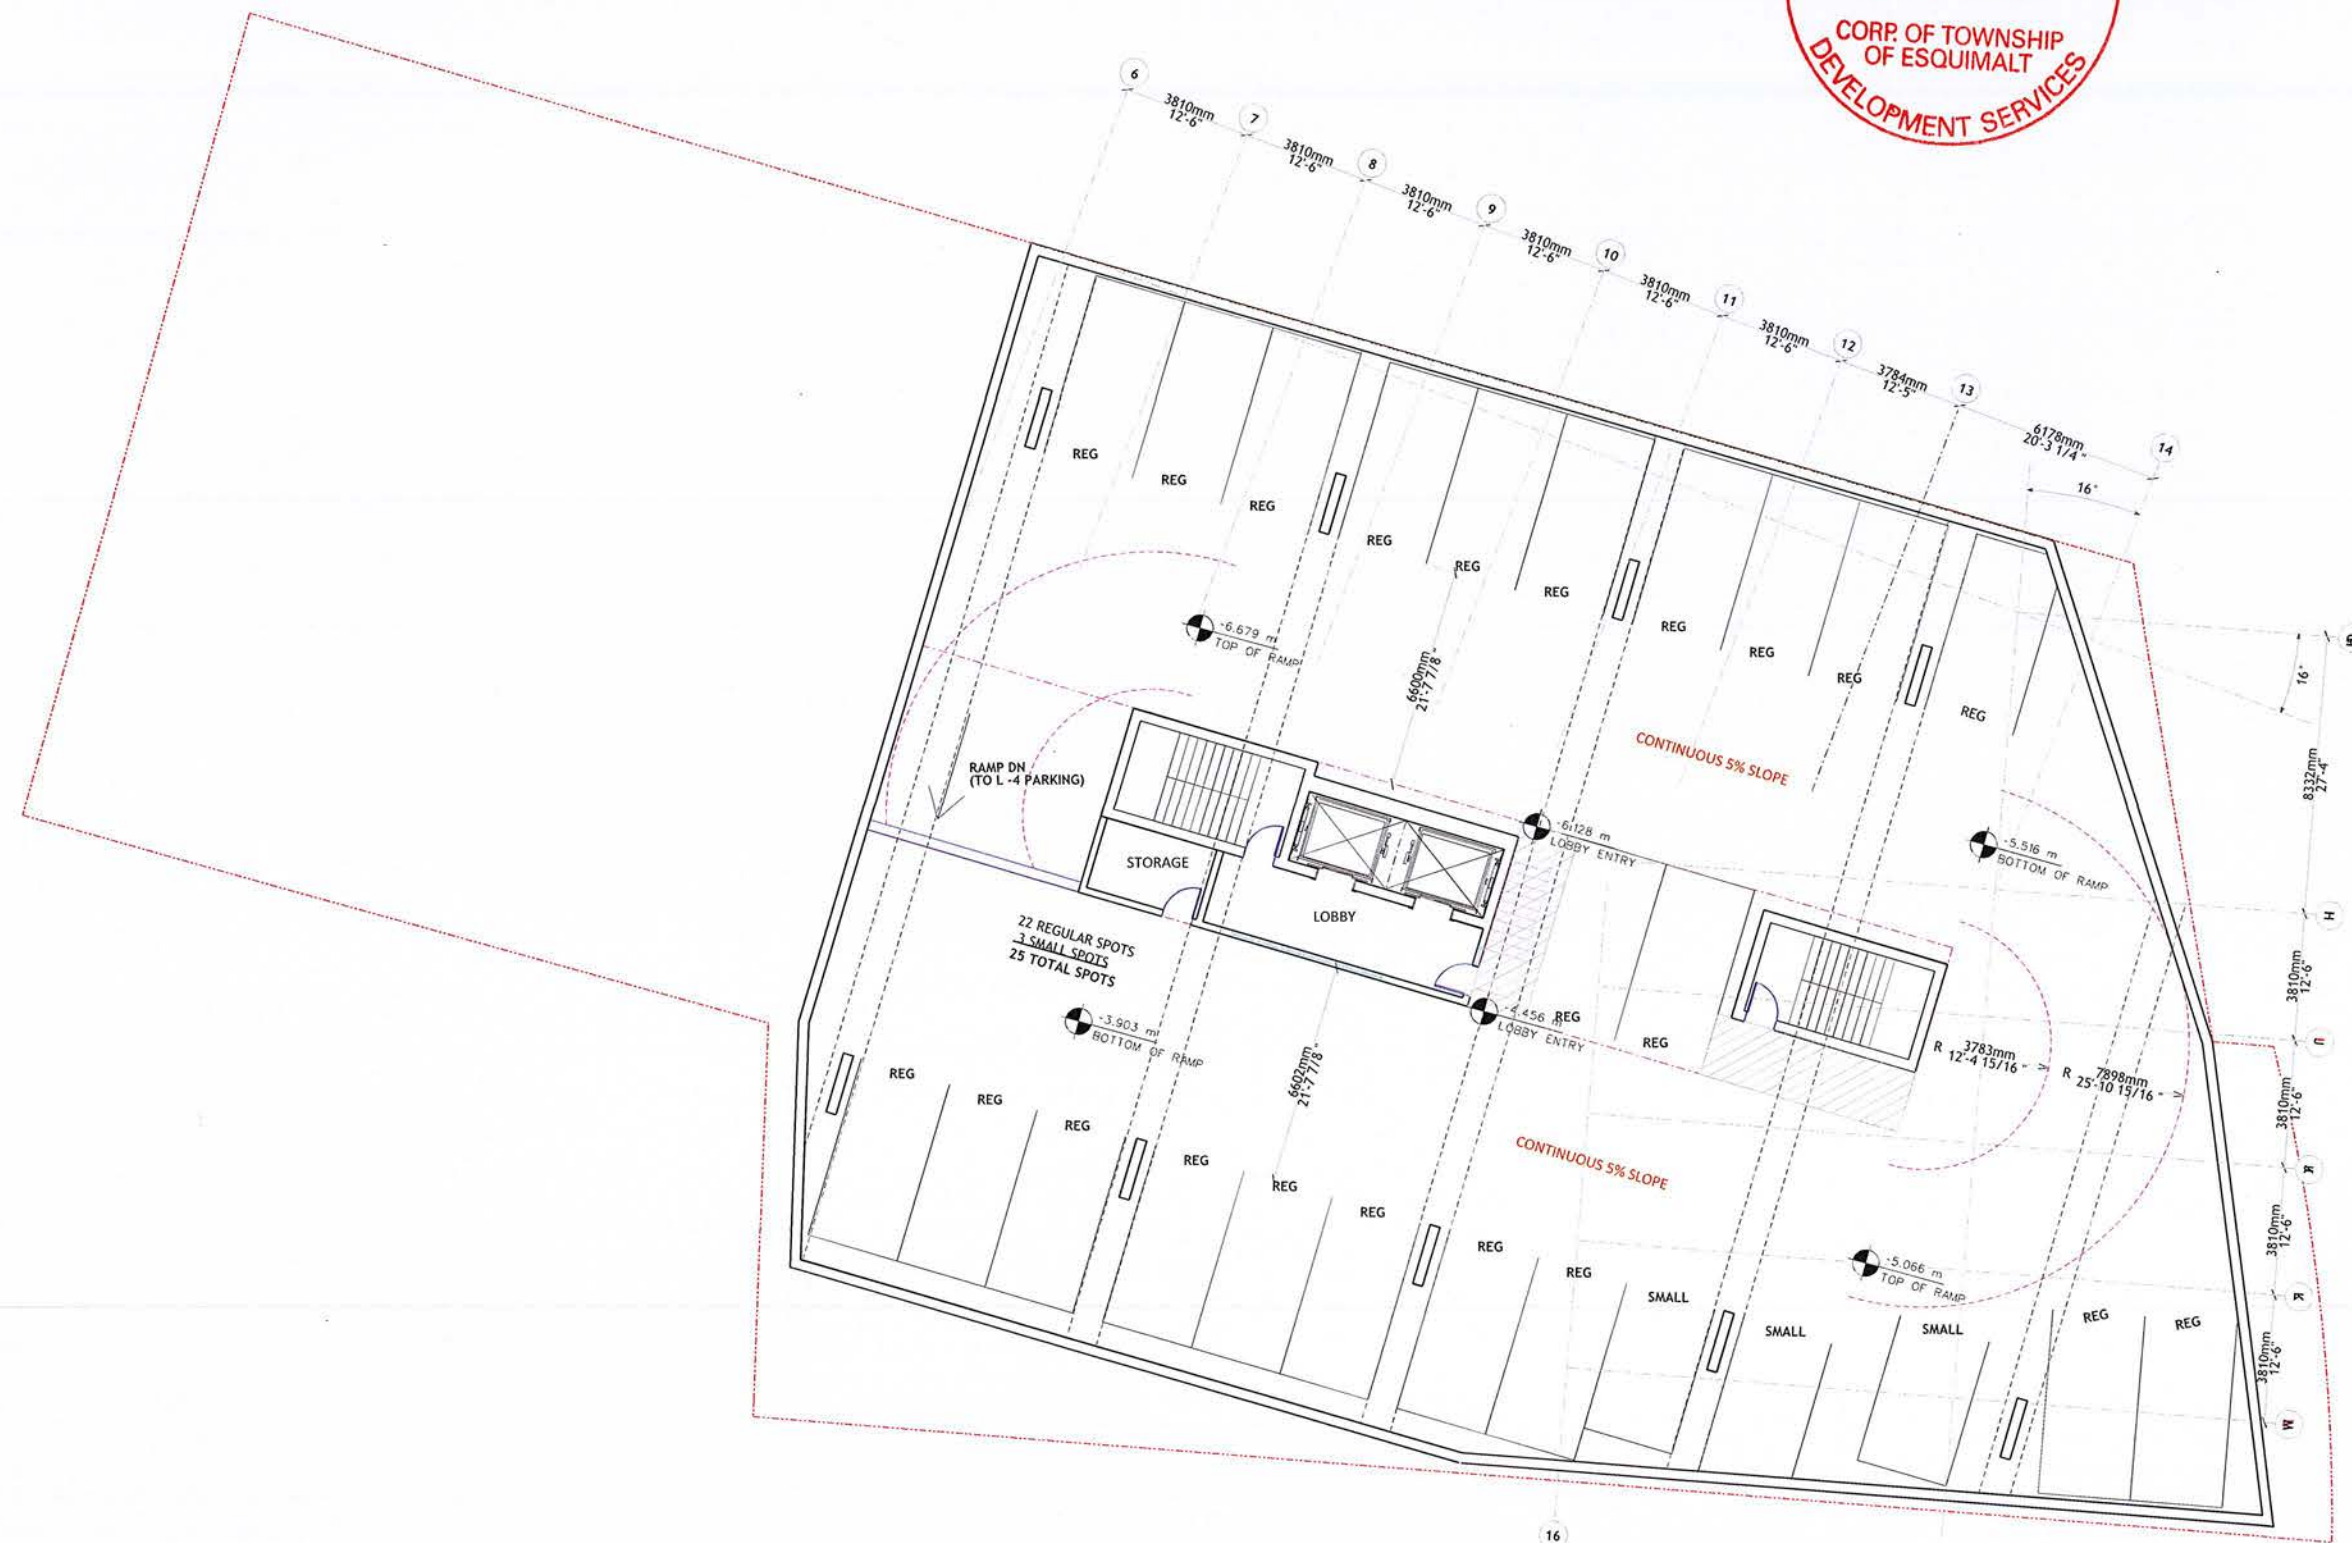 CORP. OF TOWNSHIP
OF ESQUIMALT
DEVELOPMENT SERVICES
6
3810mm
12'-6"
7
3810mm
12'-6"
8
3810mm
12'-6"
9
3810mm
12'-6"
10
3810mm
12'-6"
11
3810mm
12'-6"
12
3784mm
12'-5"
13
6178mm
20'-3 1/4"
14
16°
16°
REG
REG
REG
REG
REG
REG
REG
REG
REG
REG
-6.679 m
TOP OF RAMP
6600mm
21'-7 7/8"
CONTINUOUS 5% SLOPE
RAMP DN
(TO L -4 PARKING)
8332mm
27'-4"
-6.128 m
LOBBY ENTRY
-5.516 m
BOTTOM OF RAMP
STORAGE
LOBBY
H
22 REGULAR SPOTS
3 SMALL SPOTS
25 TOTAL SPOTS
3810mm
12'-6"
-3.903 m
BOTTOM OF RAMP
LOBBY ENTRY
REG
REG
R 3783mm
12'-4 15/16"
R 7898mm
25'-10 15/16"
6602mm
21'-7 7/8"
3810mm
12'-6"
REG
REG
REG
REG
REG
REG
CONTINUOUS 5% SLOPE
REG
REG
SMALL
-5.066 m
TOP OF RAMP
3810mm
12'-6"
K
SMALL
SMALL
REG
REG
3810mm
12'-6"
M
16